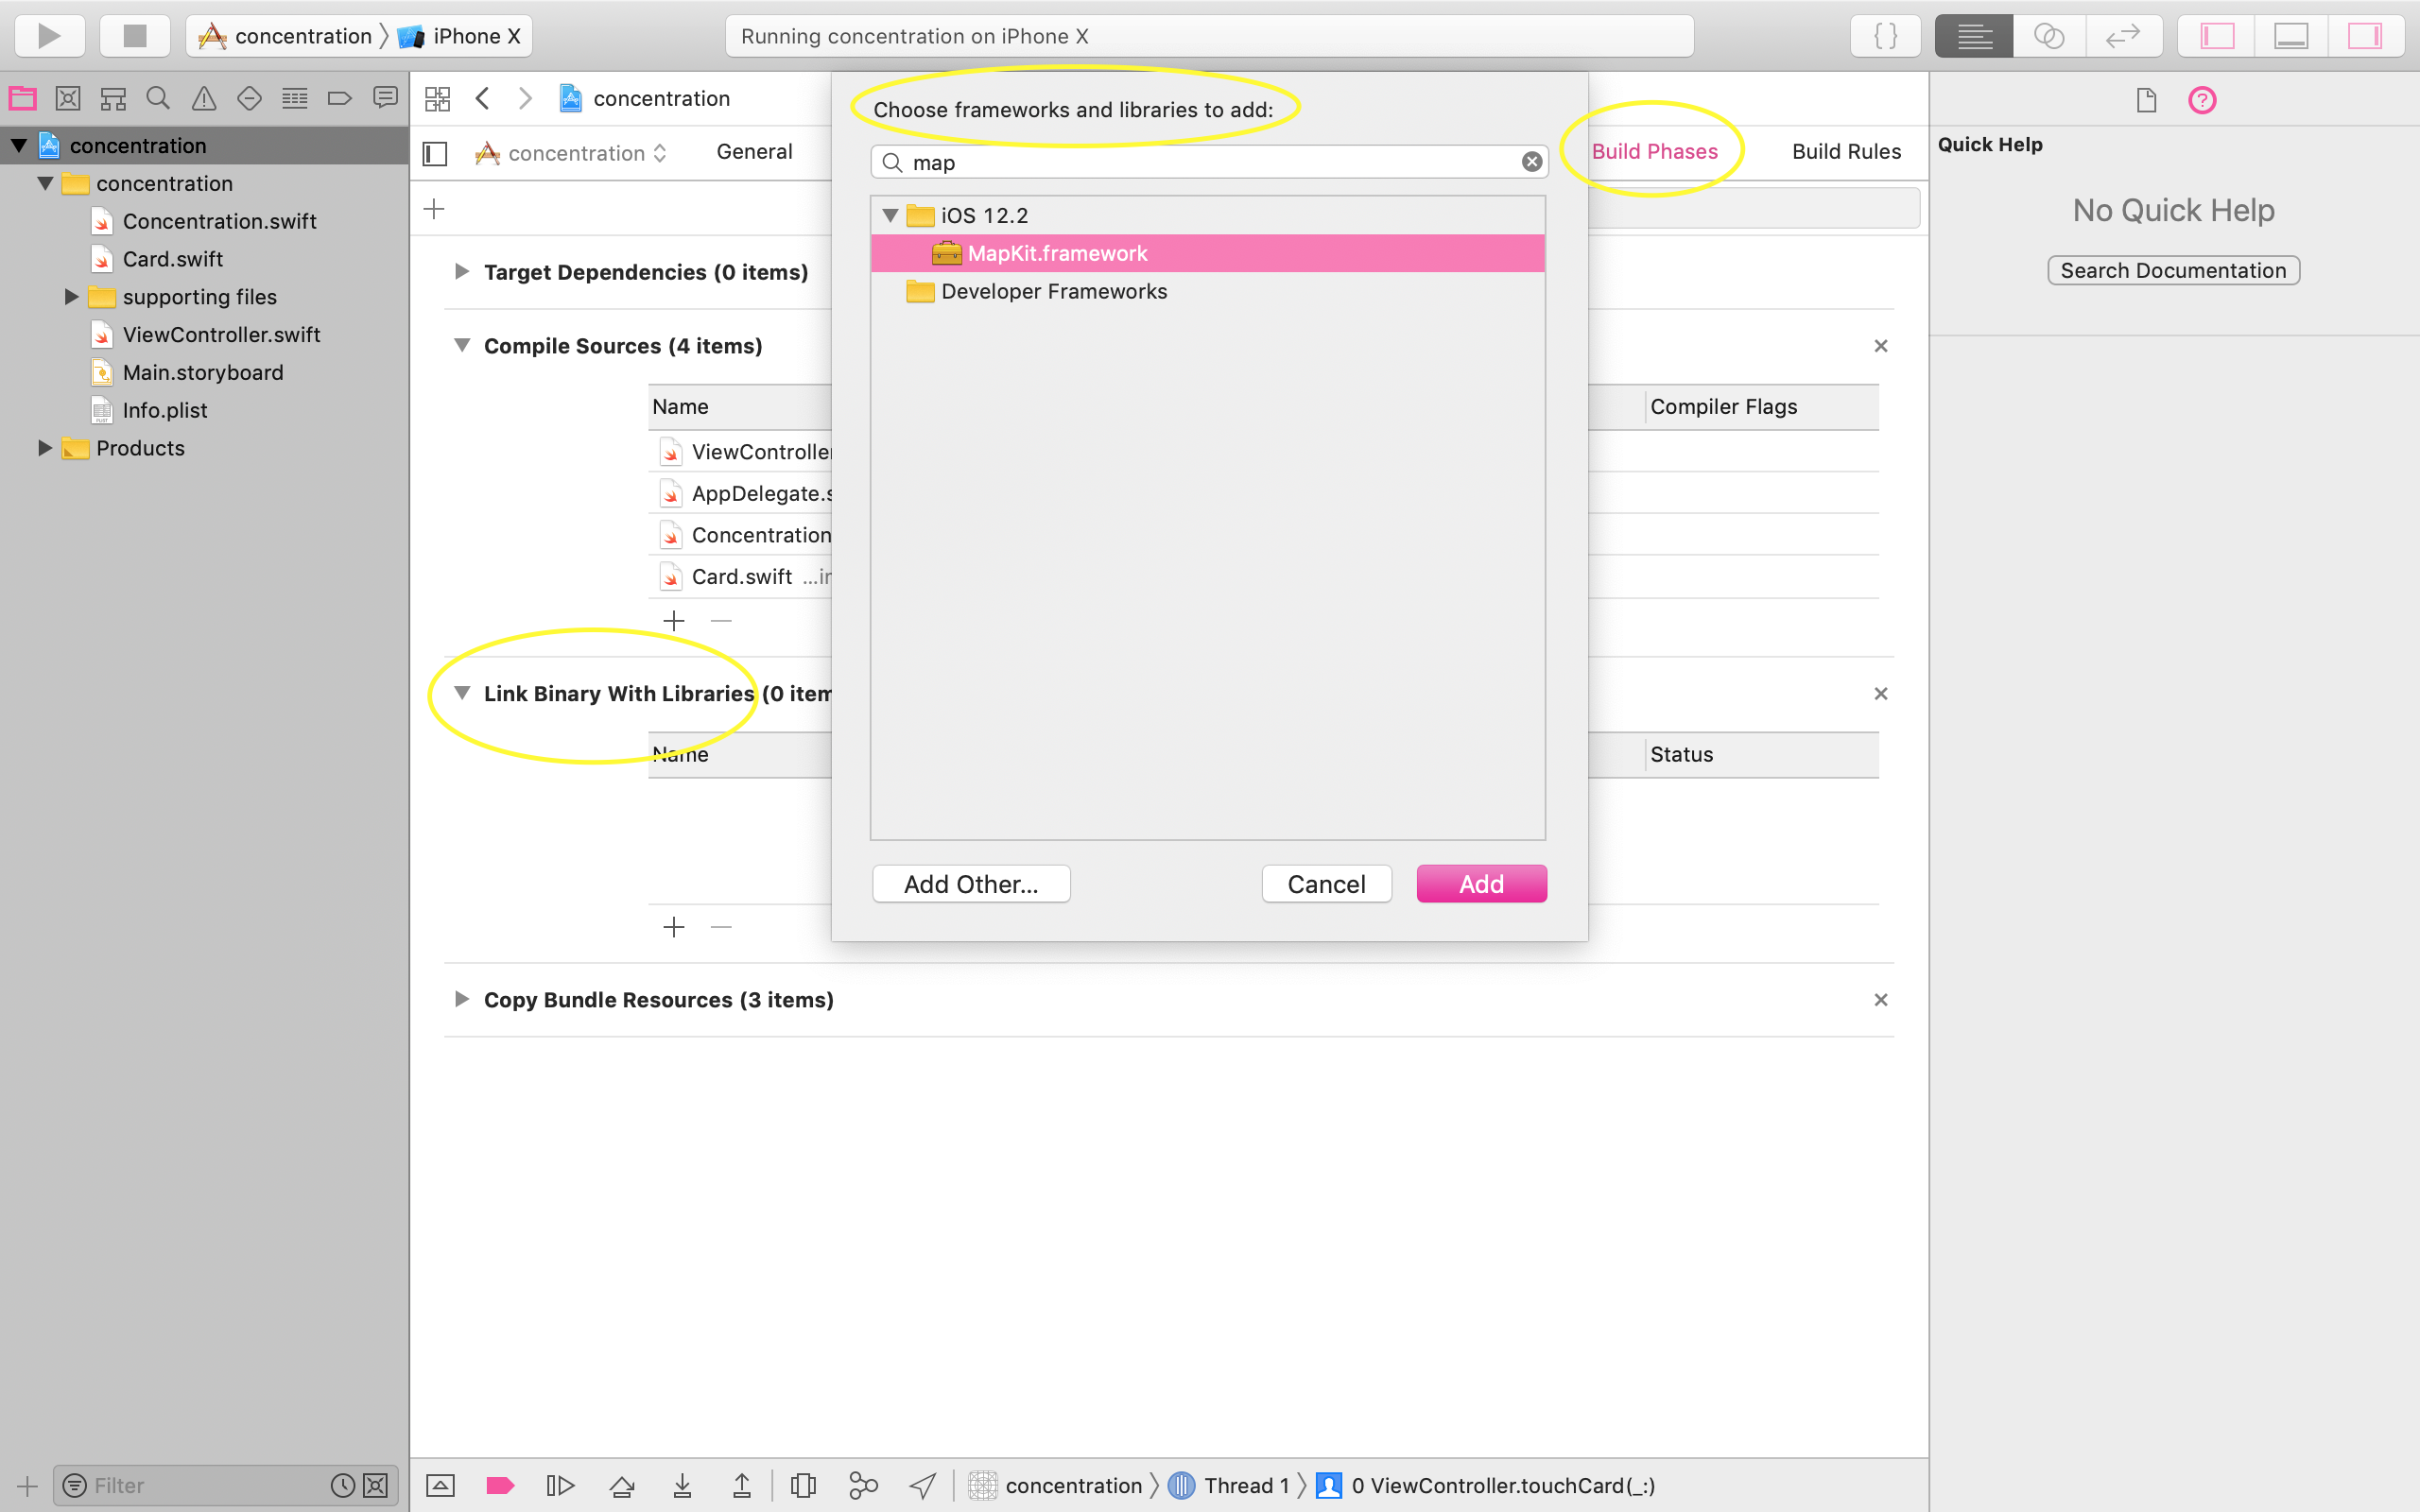 concentration
iPhone X
Running concentration on iPhone X
{ }
concentration
Choose frameworks and libraries to add:
concentration
concentration
General
map
Build Phases
Build Rules
Quick Help
concentration
Concentration.swift
iOS 12.2
No Quick Help
Card.swift
MapKit.framework
Target Dependencies (0 items)
Search Documentation
supporting files
Developer Frameworks
ViewController.swift
Compile Sources (4 items)
Main.storyboard
Info.plist
Name
Compiler Flags
Products
ViewController
AppDelegate.s
Concentration
Card.swift ...in
Link Binary With Libraries (0 item
Name
Status
Add Other...
Cancel
Add
Copy Bundle Resources (3 items)
Filter
concentration
Thread 1
0 ViewController.touchCard(_:)